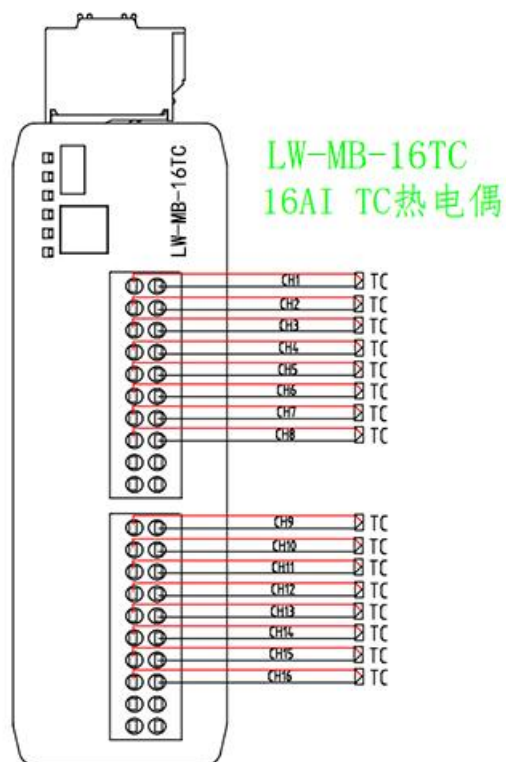 LW-MB-16TC
16AI TC热电偶
LW-MB-16TC
CH1 TC
CH2 TC
CH3 TC
CH4 TC
CH5 TC
CH6 TC
CH7 TC
CH8 TC
CH9 TC
CH10 TC
CH11 TC
CH12 TC
CH13 TC
CH14 TC
CH15 TC
CH16 TC